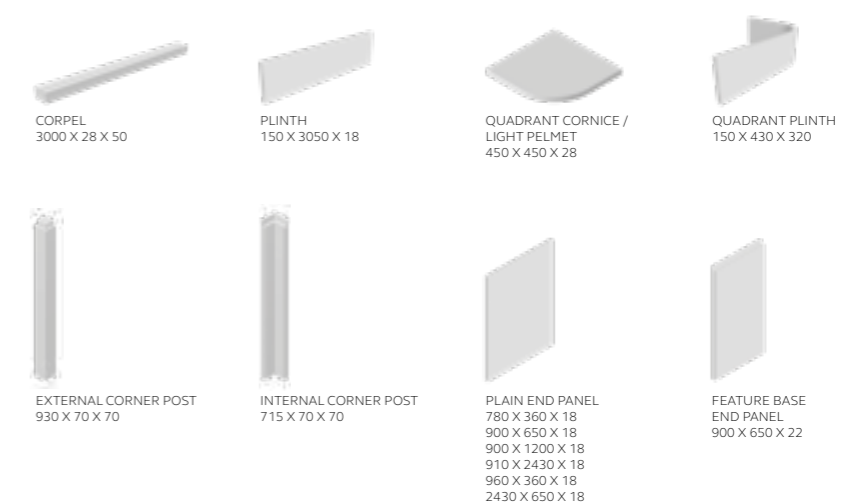 CORPEL
3000 X 28 X 50
PLINTH
150 X 3050 X 18
QUADRANT CORNICE /
LIGHT PELMET
450 X 450 X 28
QUADRANT PLINTH
150 X 430 X 320
EXTERNAL CORNER POST
930 X 70 X 70
INTERNAL CORNER POST
715 X 70 X 70
PLAIN END PANEL
780 X 360 X 18
900 X 650 X 18
900 X 1200 X 18
910 X 2430 X 18
960 X 360 X 18
2430 X 650 X 18
FEATURE BASE
END PANEL
900 X 650 X 22